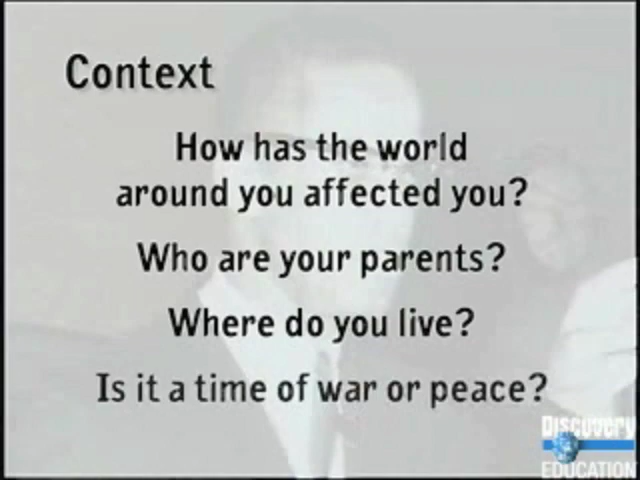 Context
How has the world
around you affected you?
Who are your parents?
Where do you live?
Is it a time of war or peace?
Discovery
EDUCATION